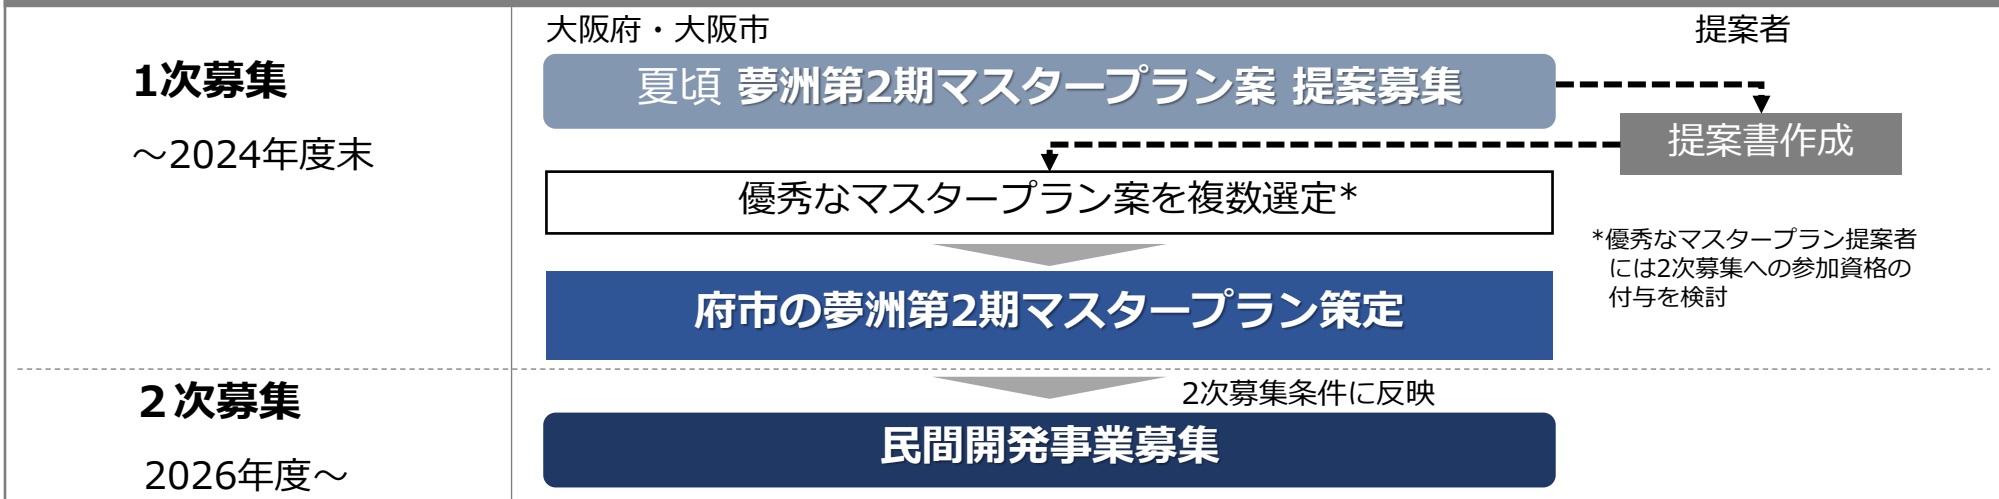 大阪府・大阪市
提案者
1次募集
～2024年度末
夏頃 夢洲第2期マスタープラン案 提案募集
提案書作成
優秀なマスタープラン案を複数選定*
*優秀なマスタープラン提案者
には2次募集への参加資格の
付与を検討
府市の夢洲第2期マスタープラン策定
２次募集
2026年度～
2次募集条件に反映
民間開発事業募集